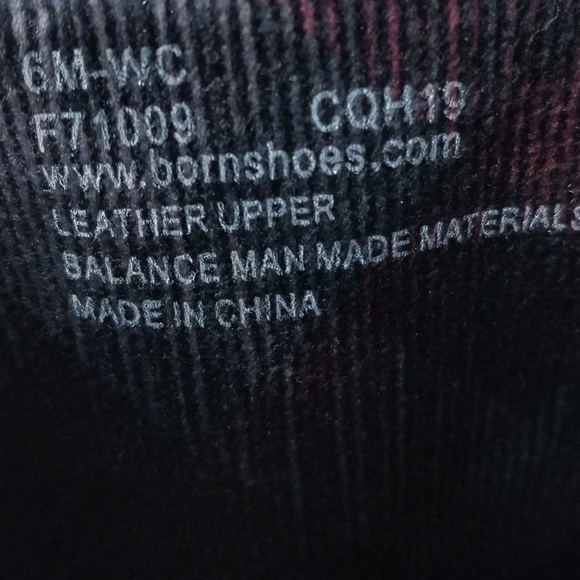 6M-WC
F71009 CQH19
www.bornshoes.com
LEATHER UPPER
BALANCE MAN MADE MATERIALS
MADE IN CHINA